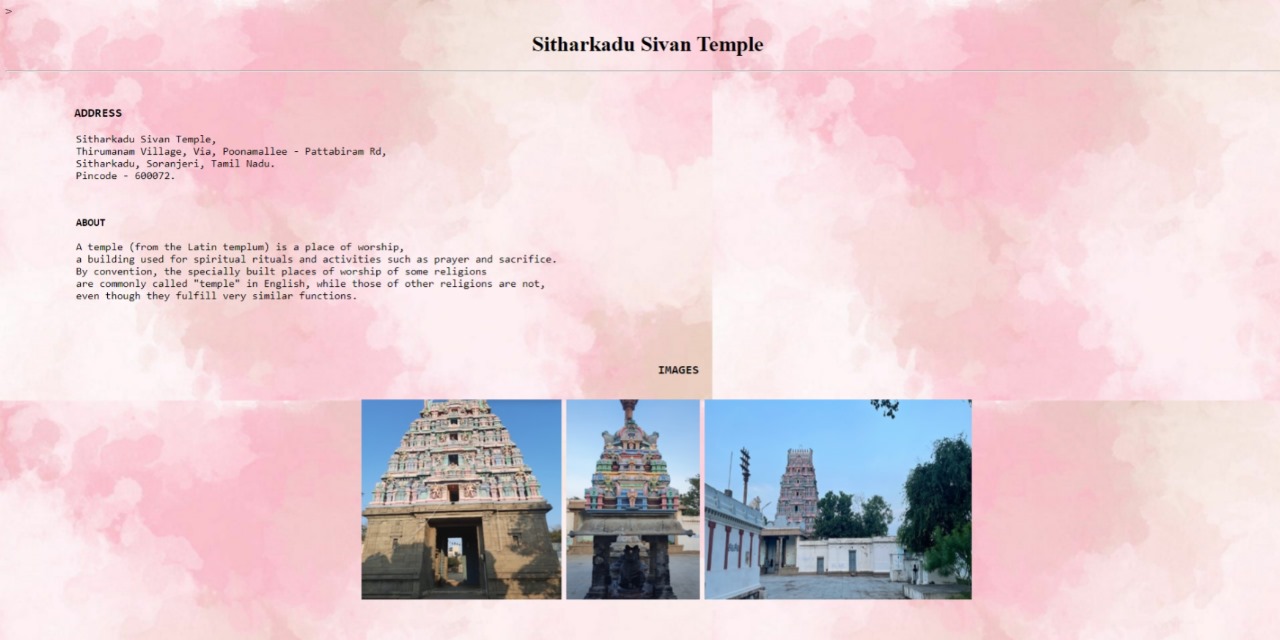 >
Sitharkadu Sivan Temple
ADDRESS
Sitharkadu Sivan Temple,
Thirumanam Village, Via, Poonamallee - Pattabiram Rd,
Sitharkadu, Soranjeri, Tamil Nadu.
Pincode - 600072.
ABOUT
A temple (from the Latin templum) is a place of worship,
a building used for spiritual rituals and activities such as prayer and sacrifice.
By convention, the specially built places of worship of some religions
are commonly called "temple" in English, while those of other religions are not,
even though they fulfill very similar functions.
IMAGES